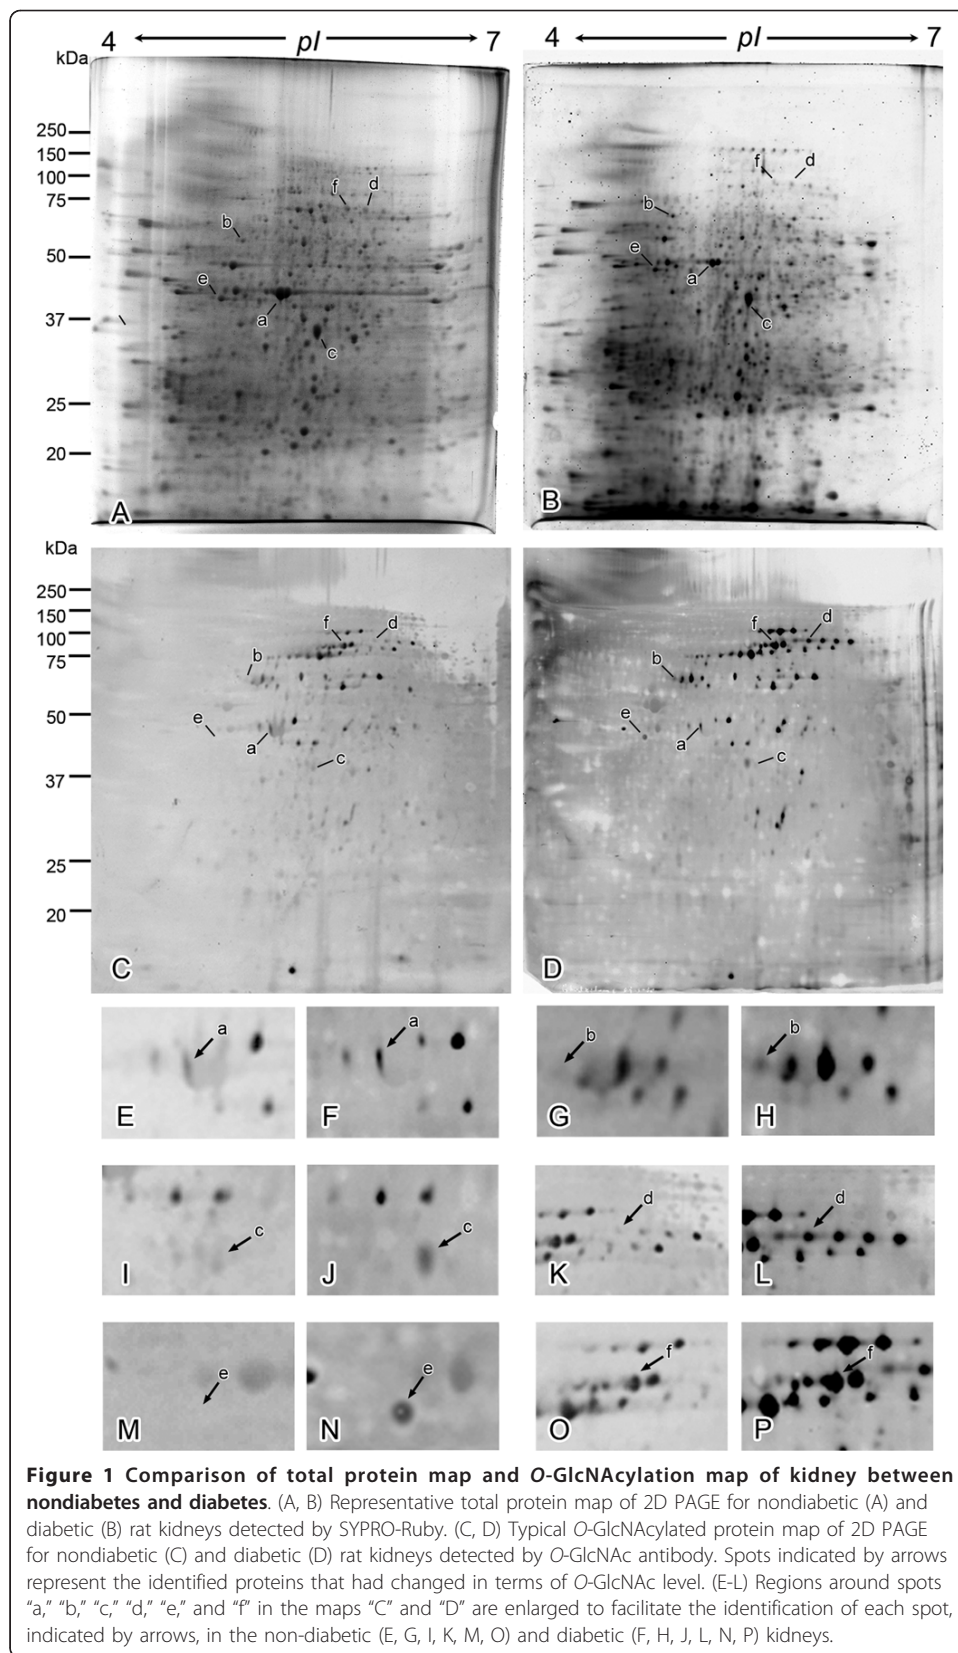 4 pI 7
4 pI 7
kDa
250
150
100
75
50
37
25
20
f
d
b
e
a
c
A
f
d
b
e
a
c
B
kDa
250
150
100
75
50
37
25
20
f
d
b
e
a
c
C
f
d
b
e
a
c
D
a
E
a
F
b
G
b
H
c
I
c
J
d
K
d
L
e
M
e
N
f
O
f
P
Figure 1 Comparison of total protein map and O-GlcNAcylation map of kidney between
nondiabetes and diabetes. (A, B) Representative total protein map of 2D PAGE for nondiabetic (A) and
diabetic (B) rat kidneys detected by SYPRO-Ruby. (C, D) Typical O-GlcNAcylated protein map of 2D PAGE
for nondiabetic (C) and diabetic (D) rat kidneys detected by O-GlcNAc antibody. Spots indicated by arrows
represent the identified proteins that had changed in terms of O-GlcNAc level. (E-L) Regions around spots
“a,” “b,” “c,” “d,” “e,” and “f” in the maps “C” and “D” are enlarged to facilitate the identification of each spot,
indicated by arrows, in the non-diabetic (E, G, I, K, M, O) and diabetic (F, H, J, L, N, P) kidneys.